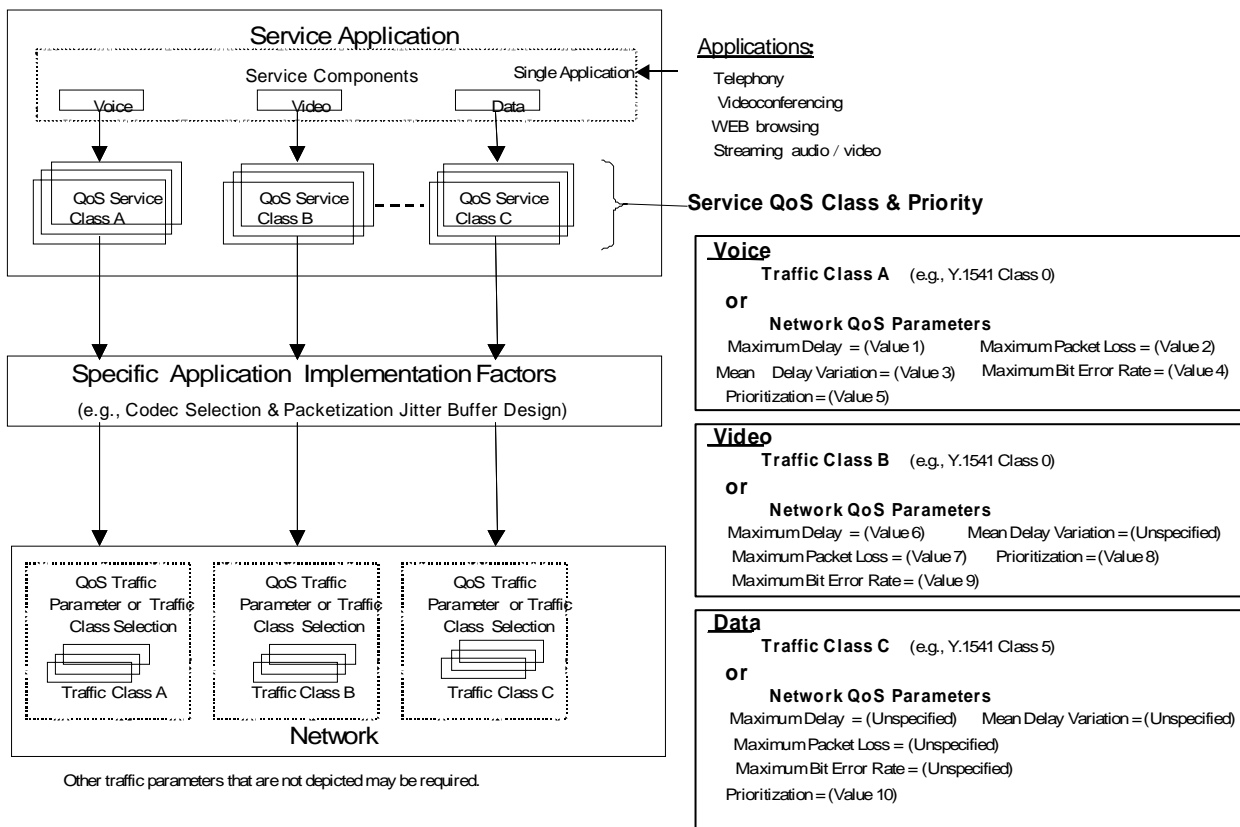 Service Application
Service Components
Single Application
Voice
Video
Data
QoS Service
Class A
QoS Service
Class B
QoS Service
Class C
Applications:
Telephony
Videoconferencing
WEB browsing
Streaming audio / video
Service QoS Class & Priority
Specific Application Implementation Factors
(e.g., Codec Selection & Packetization Jitter Buffer Design)
QoS Traffic
Parameter or Traffic
Class Selection
Traffic Class A
QoS Traffic
Parameter or Traffic
Class Selection
Traffic Class B
QoS Traffic
Parameter or Traffic
Class Selection
Traffic Class C
Network
Other traffic parameters that are not depicted may be required.
Voice
Traffic Class A (e.g., Y.1541 Class 0)
or
Network QoS Parameters
Maximum Delay = (Value 1) Maximum Packet Loss = (Value 2)
Mean Delay Variation = (Value 3) Maximum Bit Error Rate = (Value 4)
Prioritization = (Value 5)
Video
Traffic Class B (e.g., Y.1541 Class 0)
or
Network QoS Parameters
Maximum Delay = (Value 6) Mean Delay Variation = (Unspecified)
Maximum Packet Loss = (Value 7) Prioritization = (Value 8)
Maximum Bit Error Rate = (Value 9)
Data
Traffic Class C (e.g., Y.1541 Class 5)
or
Network QoS Parameters
Maximum Delay = (Unspecified) Mean Delay Variation = (Unspecified)
Maximum Packet Loss = (Unspecified)
Maximum Bit Error Rate = (Unspecified)
Prioritization = (Value 10)